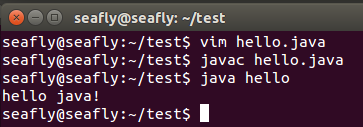 seafly@seafly: ~/test
seafly@seafly:~/test$ vim hello.java
seafly@seafly:~/test$ javac hello.java
seafly@seafly:~/test$ java hello
hello java!
seafly@seafly:~/test$